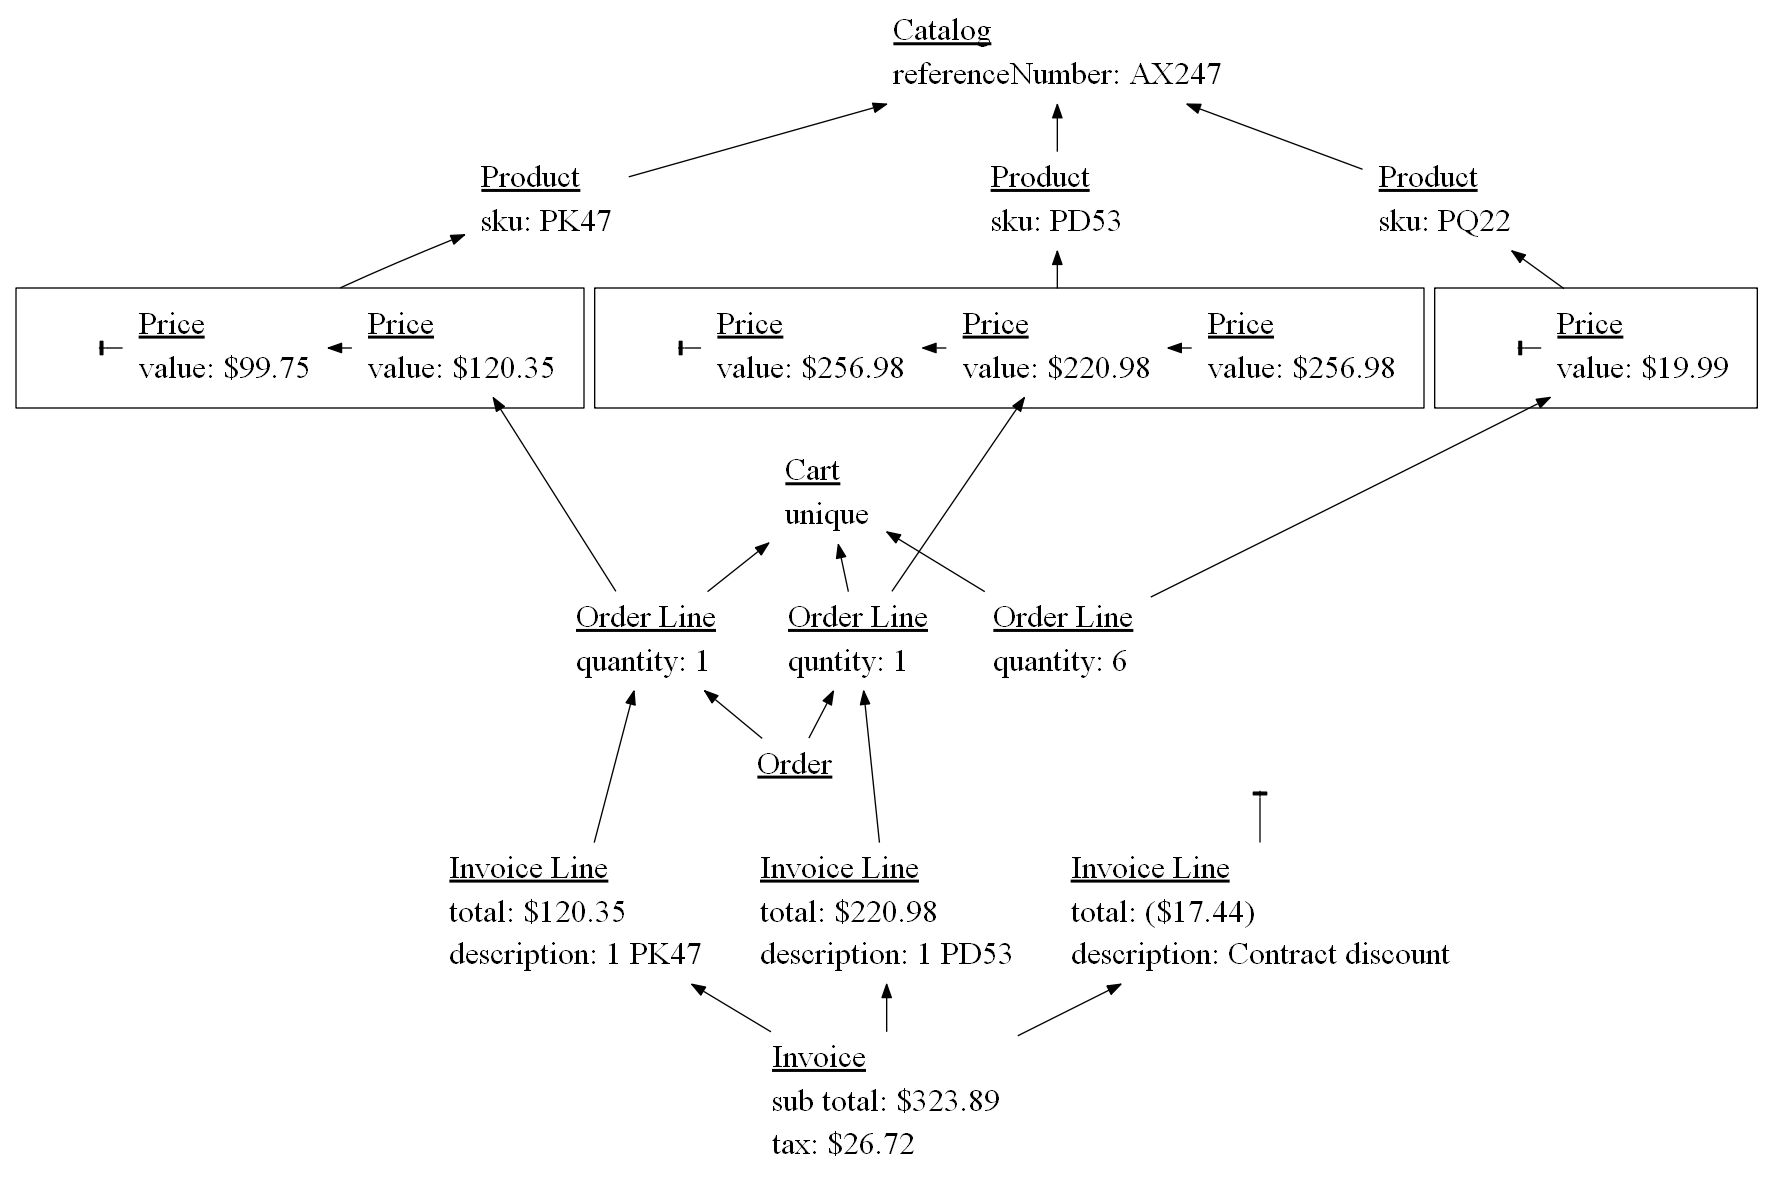 Catalog
referenceNumber: AX247
Product
sku: PK47
Product
sku: PD53
Product
sku: PQ22
Price
value: $99.75
Price
value: $120.35
Price
value: $256.98
Price
value: $220.98
Price
value: $256.98
Price
value: $19.99
Cart
unique
Order Line
quantity: 1
Order Line
quntity: 1
Order Line
quantity: 6
Order
Invoice Line
total: $120.35
description: 1 PK47
Invoice Line
total: $220.98
description: 1 PD53
Invoice Line
total: ($17.44)
description: Contract discount
Invoice
sub total: $323.89
tax: $26.72